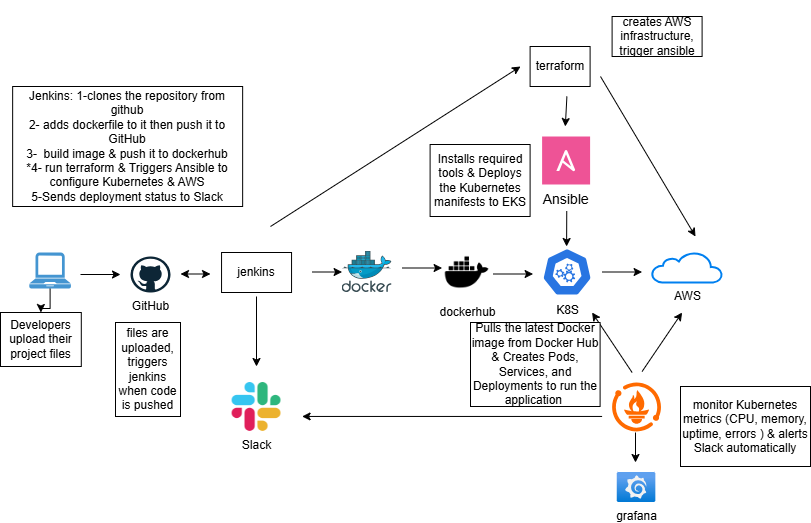 creates AWS
infrastructure,
trigger ansible
terraform
Jenkins: 1-clones the repository from
github
2- adds dockerfile to it then push it to
GitHub
3-  build image & push it to dockerhub
*4- run terraform & Triggers Ansible to
configure Kubernetes & AWS
5-Sends deployment status to Slack
Installs required
tools & Deploys
the Kubernetes
manifests to EKS
A
Ansible
GitHub
jenkins
docker
dockerhub
K8S
AWS
Developers
upload their
project files
files are
uploaded,
triggers
jenkins
when code
is pushed
Pulls the latest Docker
image from Docker Hub
& Creates Pods,
Services, and
Deployments to run the
application
Slack
monitor Kubernetes
metrics (CPU, memory,
uptime, errors ) & alerts
Slack automatically
grafana